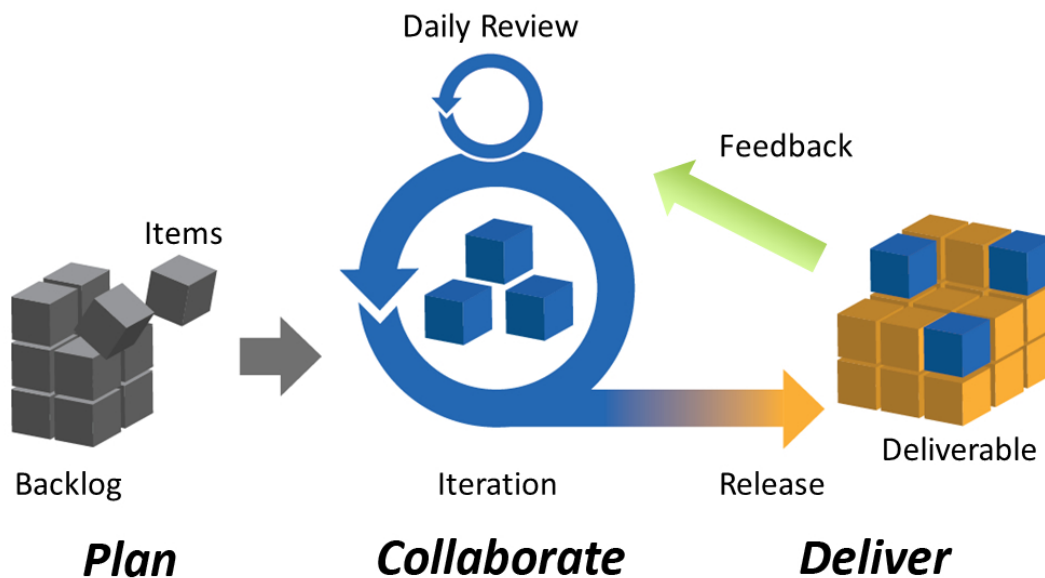 Daily Review
Feedback
Items
Deliverable
Backlog
Iteration
Release
Plan
Collaborate
Deliver